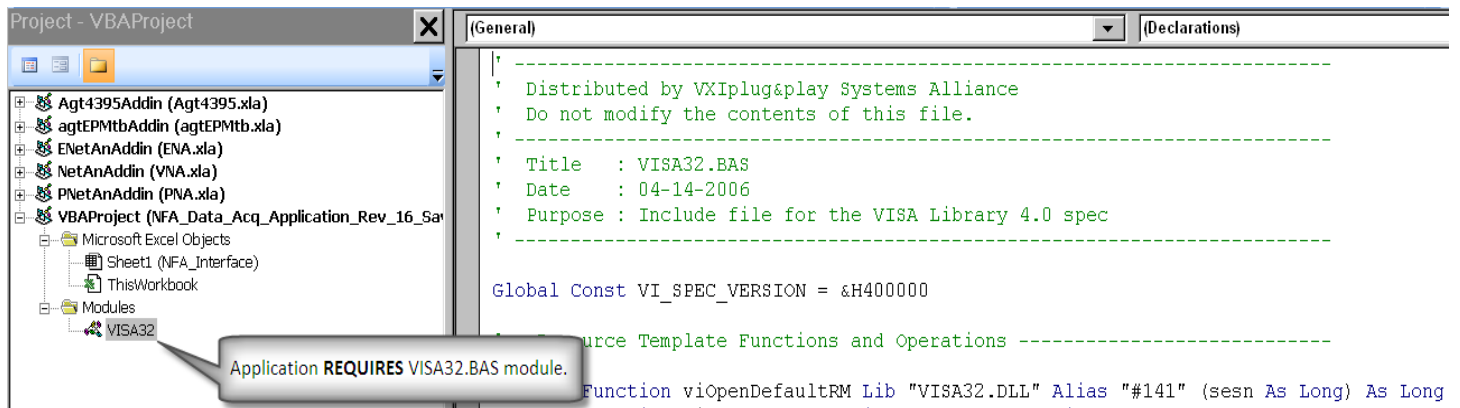 Project - VBAProject
X
Agt4395Addin (Agt4395.xla)
agtEPMtbAddin (agtEPMtb.xla)
ENetAnAddin (ENA.xla)
NetAnAddin (VNA.xla)
PNetAnAddin (PNA.xla)
VBAProject (NFA_Data_Acq_Application_Rev_16_Sa
Microsoft Excel Objects
Sheet1 (NFA_Interface)
ThisWorkbook
Modules
VISA32
Application REQUIRES VISA32.BAS module.
(General)
(Declarations)
' -------------------------------------------------------------------------
' Distributed by VXIplug&play Systems Alliance
' Do not modify the contents of this file.
' -------------------------------------------------------------------------
' Title : VISA32.BAS
' Date : 04-14-2006
' Purpose : Include file for the VISA Library 4.0 spec
' -------------------------------------------------------------------------
Global Const VI_SPEC_VERSION = &H400000
urce Template Functions and Operations ----------------------------
Function viOpenDefaultRM Lib "VISA32.DLL" Alias "#141" (sesn As Long) As Long